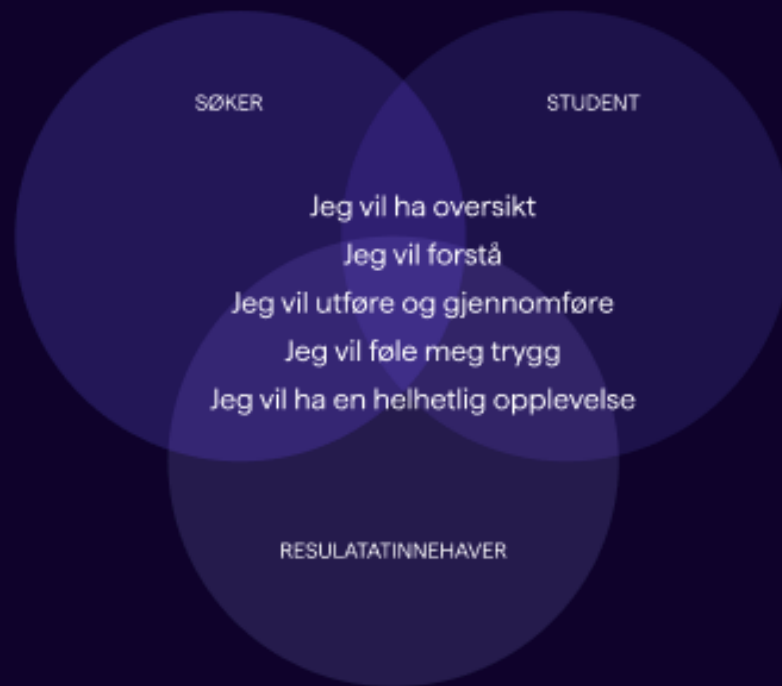 SØKER
STUDENT
Jeg vil ha oversikt
Jeg vil forstå
Jeg vil utføre og gjennomføre
Jeg vil føle meg trygg
Jeg vil ha en helhetlig opplevelse
RESULATATINNEHAVER